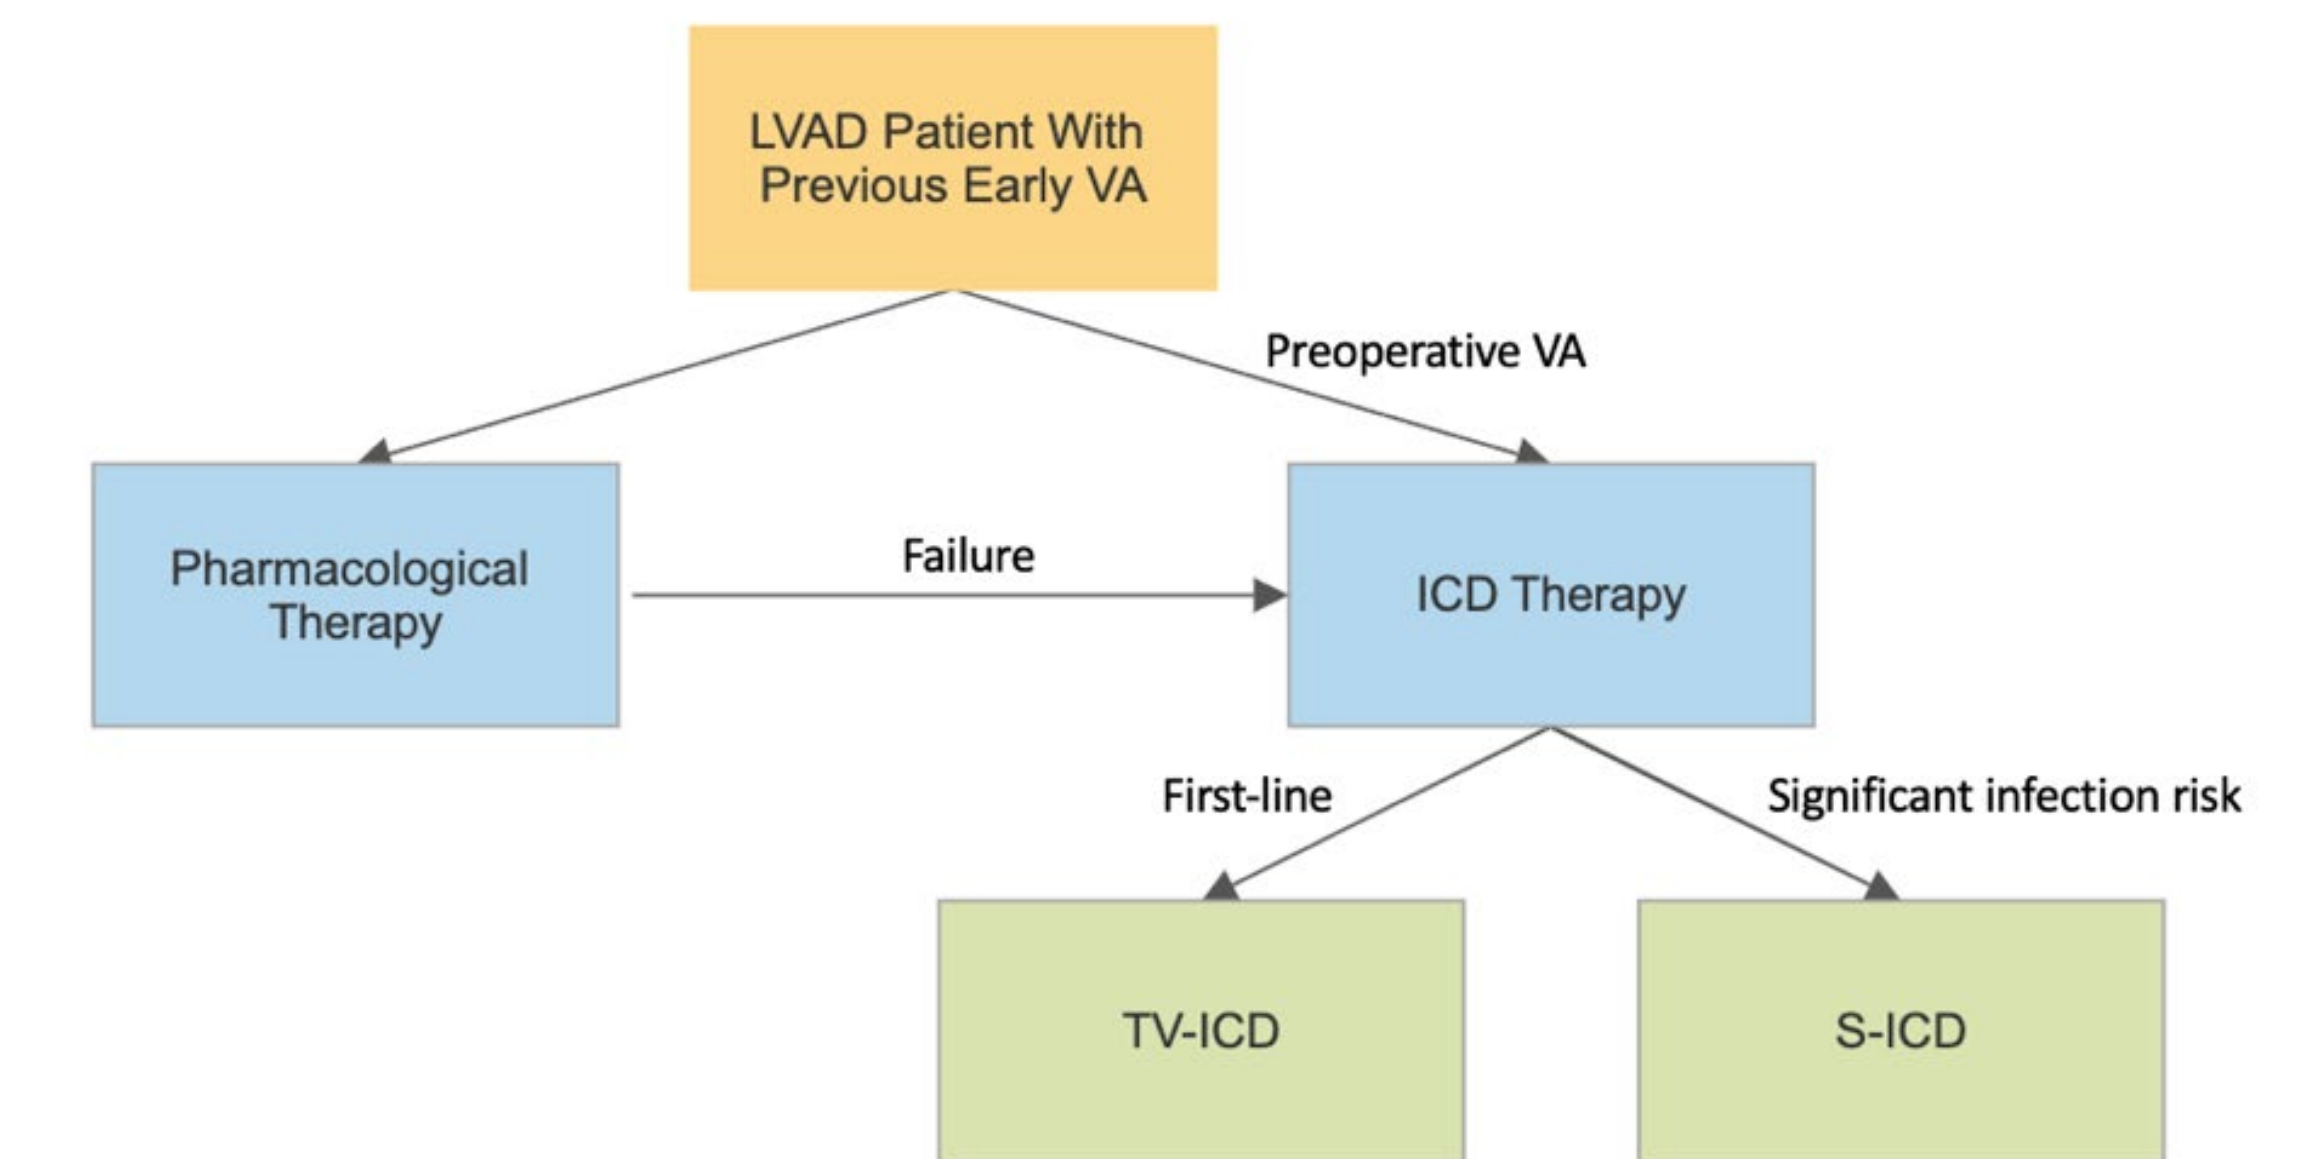 LVAD Patient With
Previous Early VA
Preoperative VA
Pharmacological
Therapy
Failure
ICD Therapy
First-line
Significant infection risk
TV-ICD
S-ICD